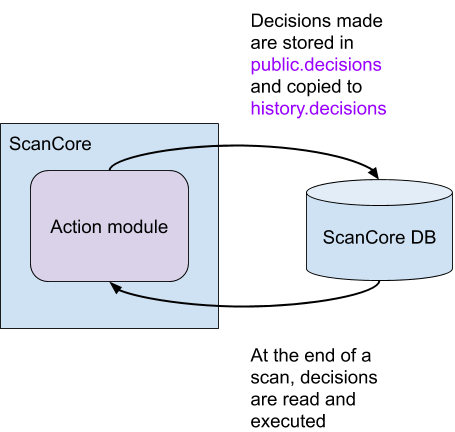 Decisions made
are stored in
public.decisions
and copied to
history.decisions
ScanCore
Action module
ScanCore DB
At the end of a
scan, decisions
are read and
executed